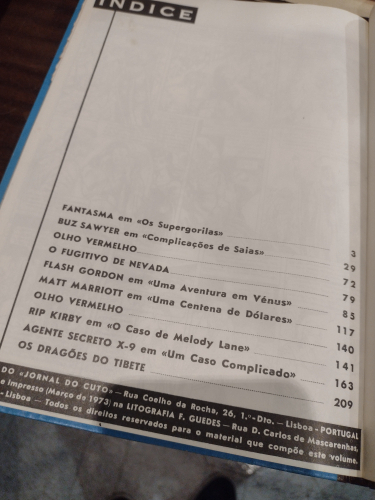 ÍNDICE
FANTASMA em «Os Supergorilas» 3
BUZ SAWYER em «Complicações de Saias» 29
OLHO VERMELHO 72
O FUGITIVO DE NEVADA 79
FLASH GORDON em «Uma Aventura em Vénus» 85
MATT MARRIOTT em «Uma Centena de Dólares» 117
OLHO VERMELHO 140
RIP KIRBY em «O Caso de Melody Lane» 141
AGENTE SECRETO X-9 em «Um Caso Complicado» 163
OS DRAGÕES DO TIBETE 209
DO «JORNAL DO CUTO» — Rua Coelho da Rocha, 26, 1.º-Dto. — Lisboa - PORTUGAL
e Impresso (Março de 1973) na LITOGRAFIA F. GUEDES — Rua D. Carlos de Mascarenhas,
- Lisboa — Todos os direitos reservados para o material que compõe este volume.